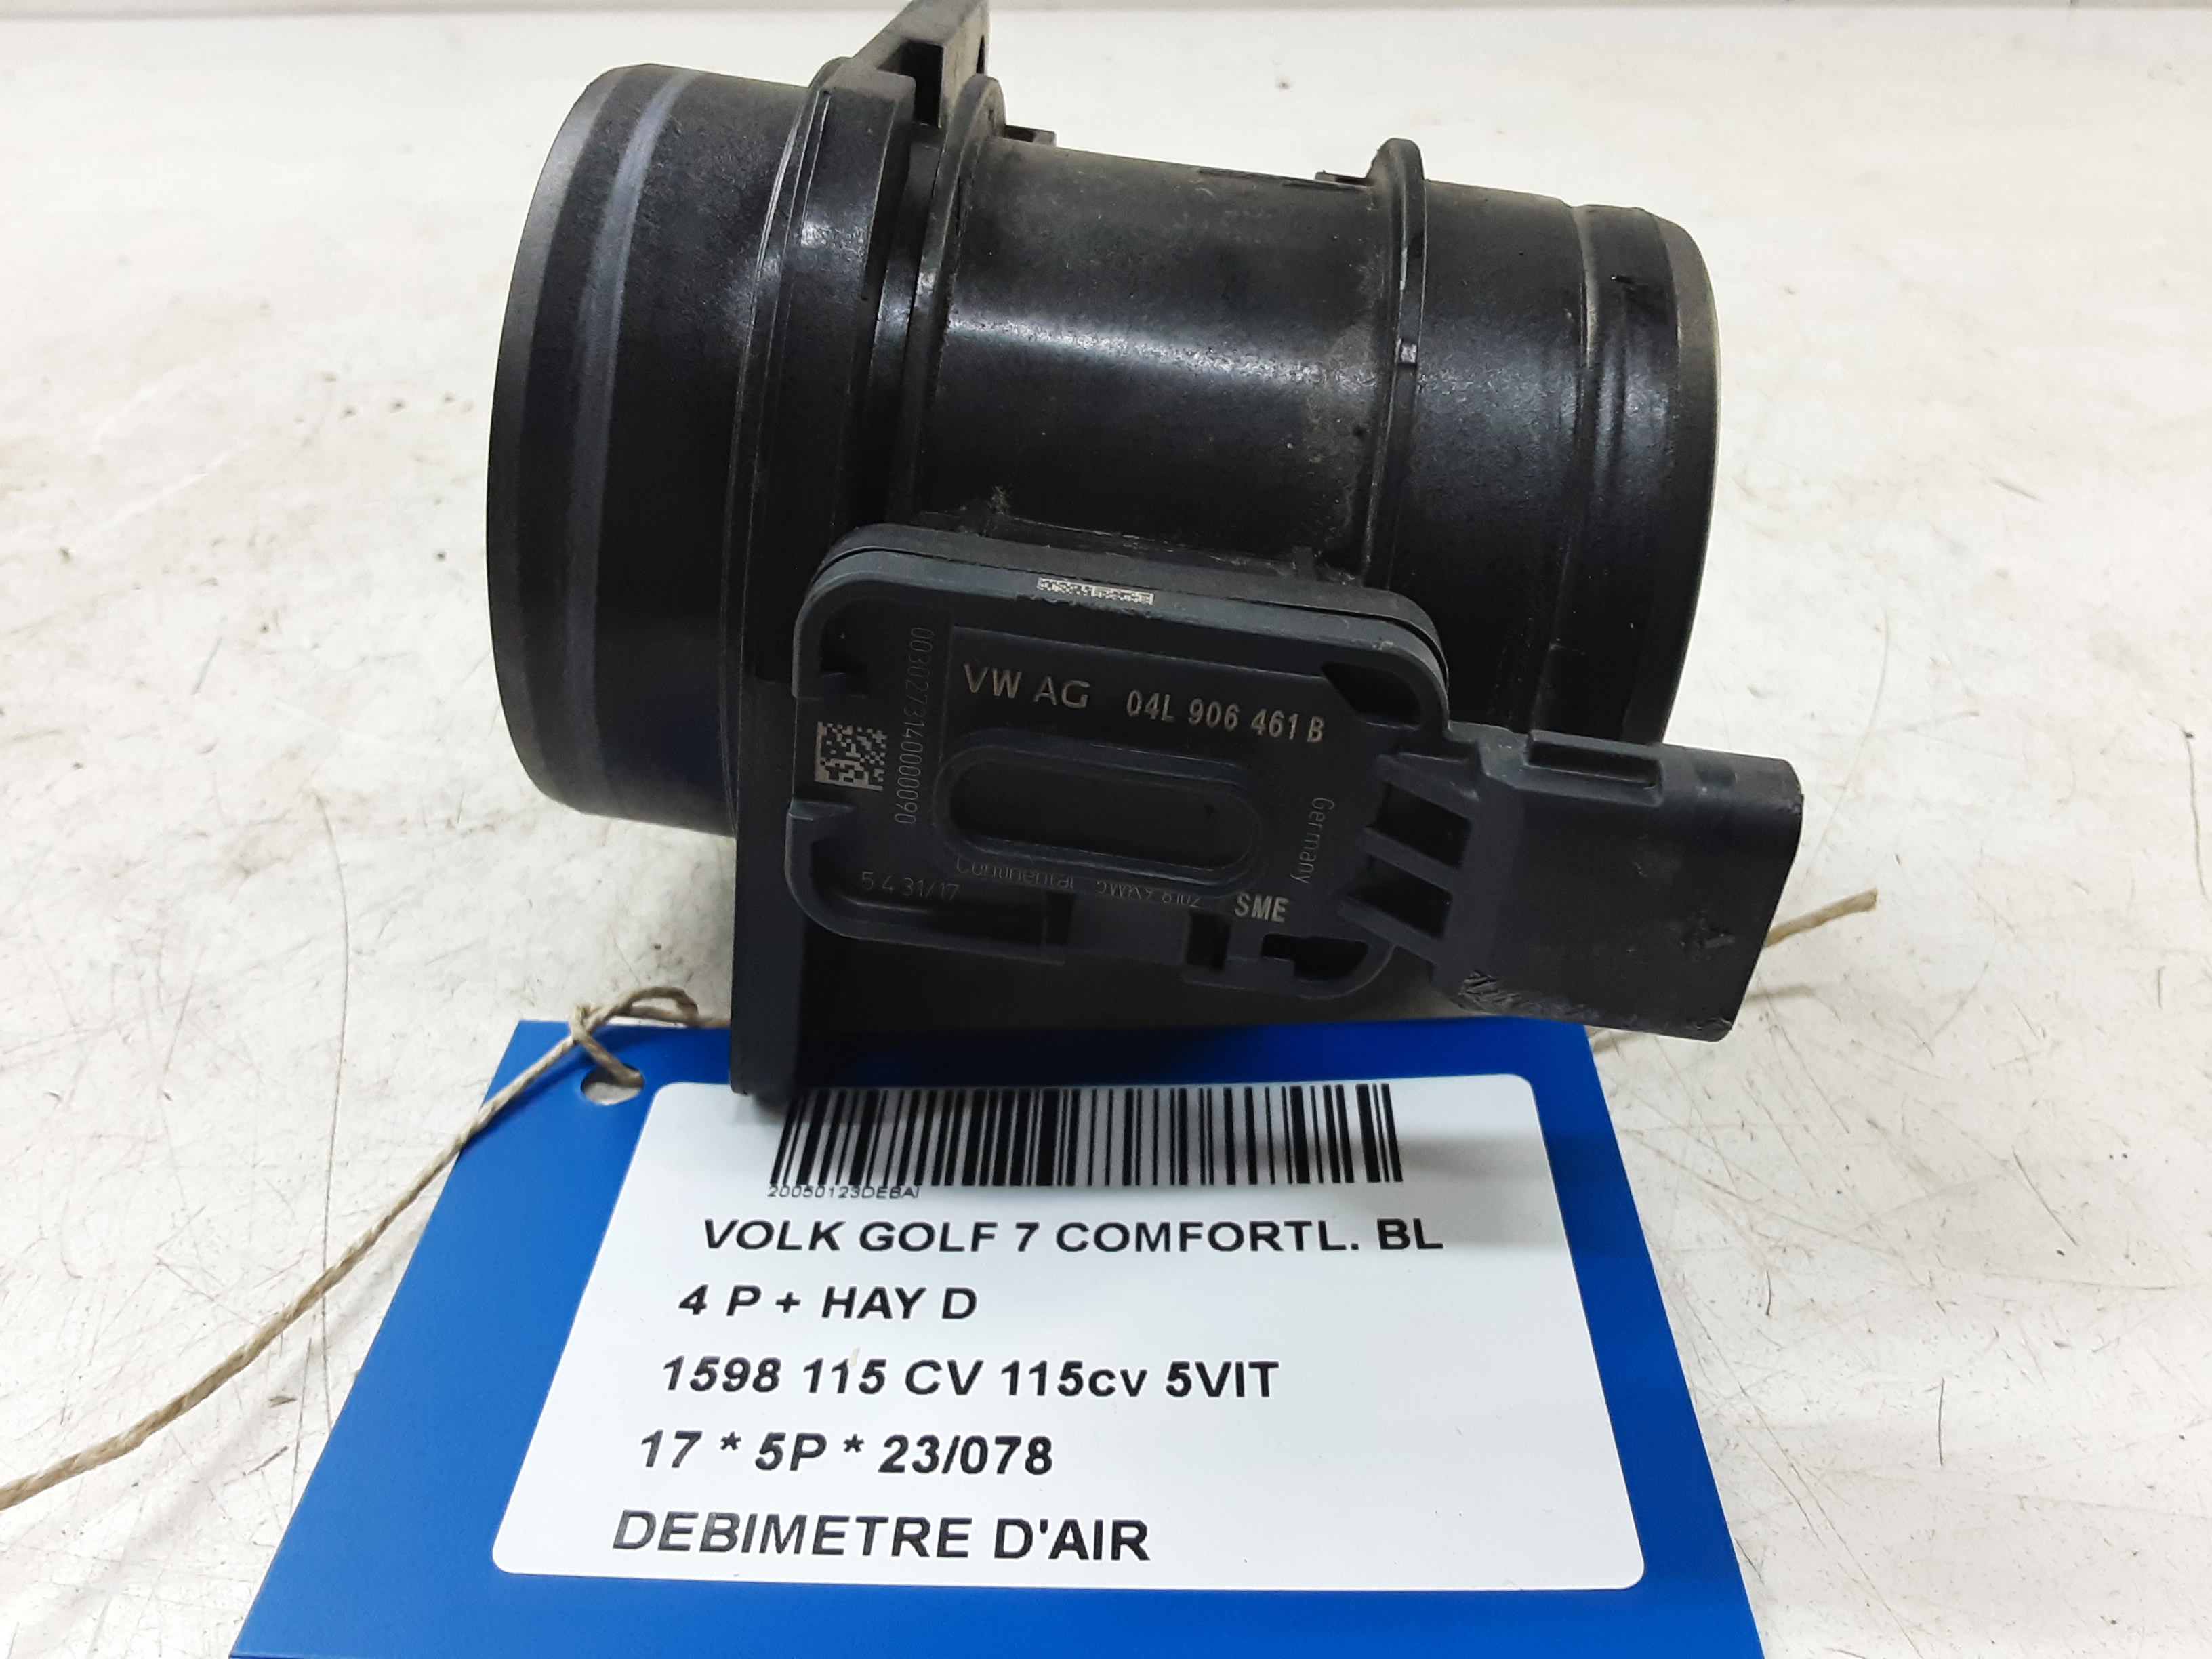 VW AG 04L 906 461 B
00302731400000090
Germany
5 4 31/17
Continental
SME
20050123DEBAI
VOLK GOLF 7 COMFORTL. BL
4 P + HAY D
1598 115 CV 115cv 5VIT
17 * 5P * 23/078
DEBIMETRE D'AIR